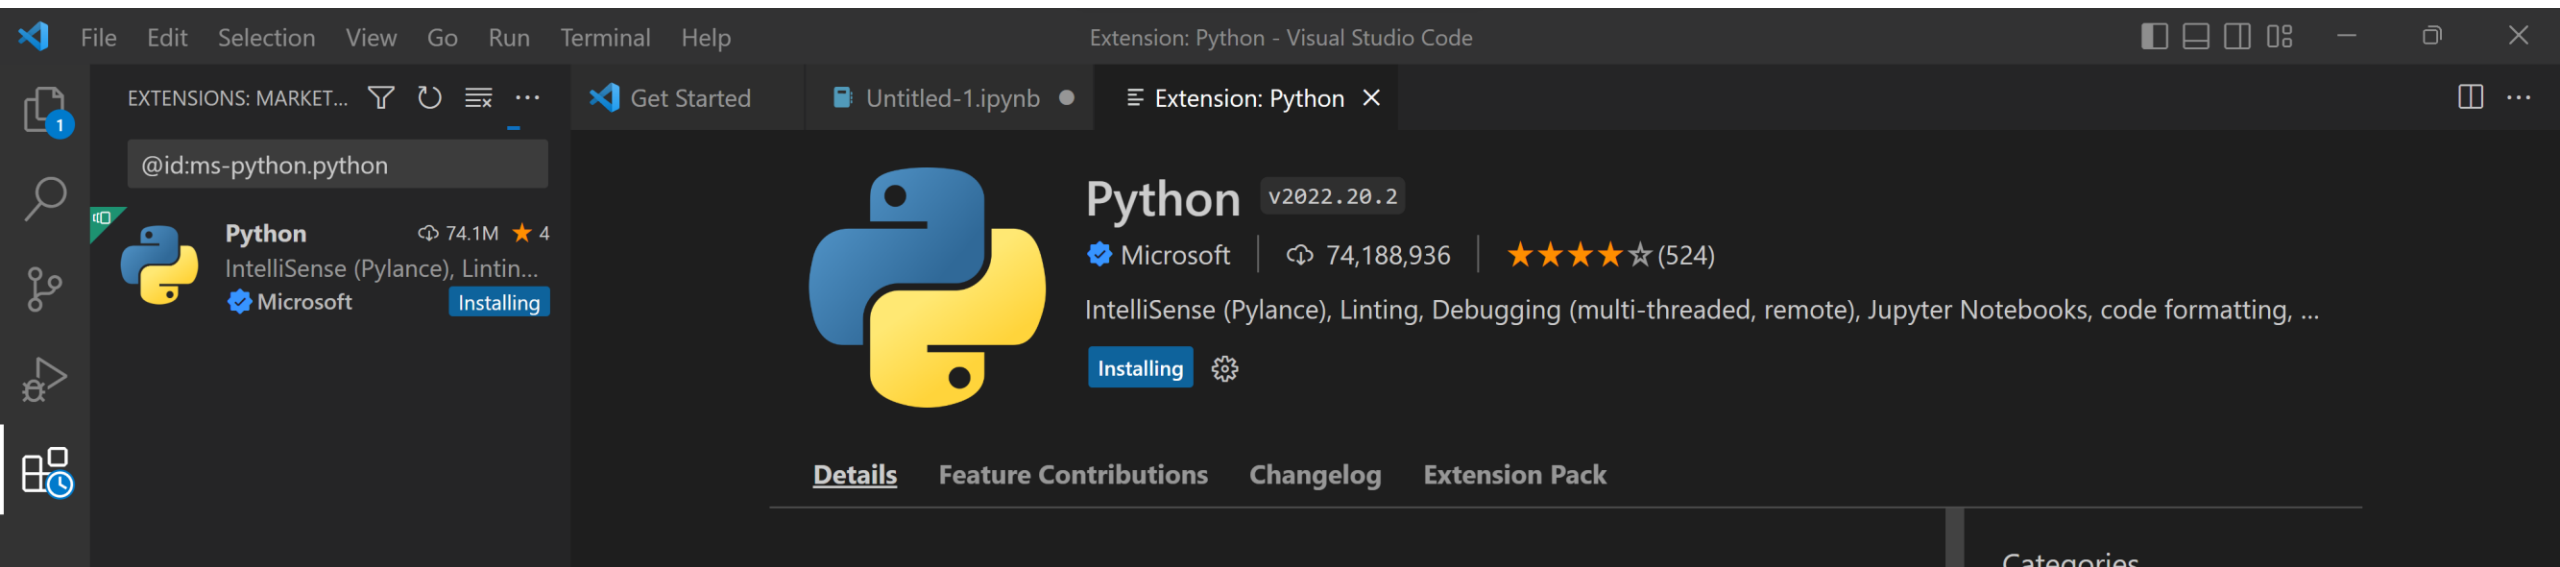 File Edit Selection View Go Run Terminal Help Extension: Python - Visual Studio Code
EXTENSIONS: MARKET... Get Started Untitled-1.ipynb Extension: Python
1
@id:ms-python.python
Python 74.1M 4
IntelliSense (Pylance), Lintin...
Microsoft Installing
Python v2022.20.2
Microsoft 74,188,936 (524)
IntelliSense (Pylance), Linting, Debugging (multi-threaded, remote), Jupyter Notebooks, code formatting, ...
Installing
Details Feature Contributions Changelog Extension Pack
Categories